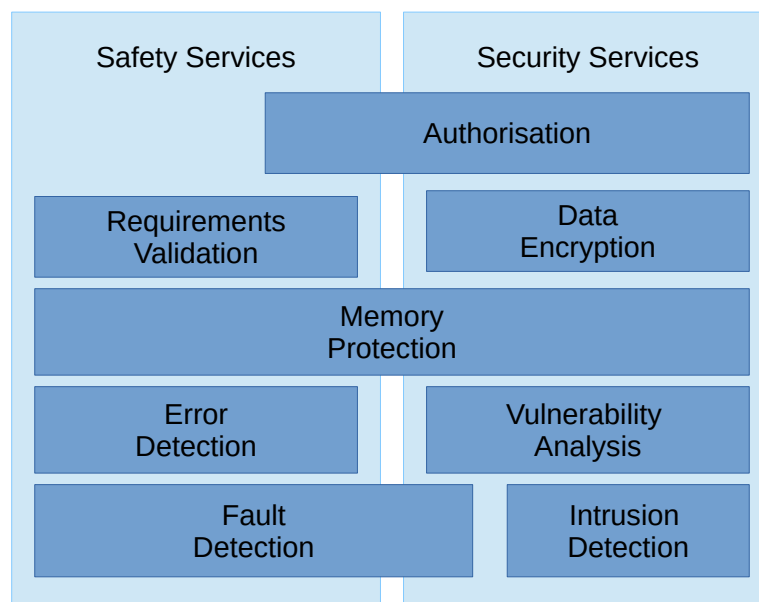 Safety Services
Security Services
Authorisation
Requirements
Validation
Data
Encryption
Memory
Protection
Error
Detection
Vulnerability
Analysis
Fault
Detection
Intrusion
Detection